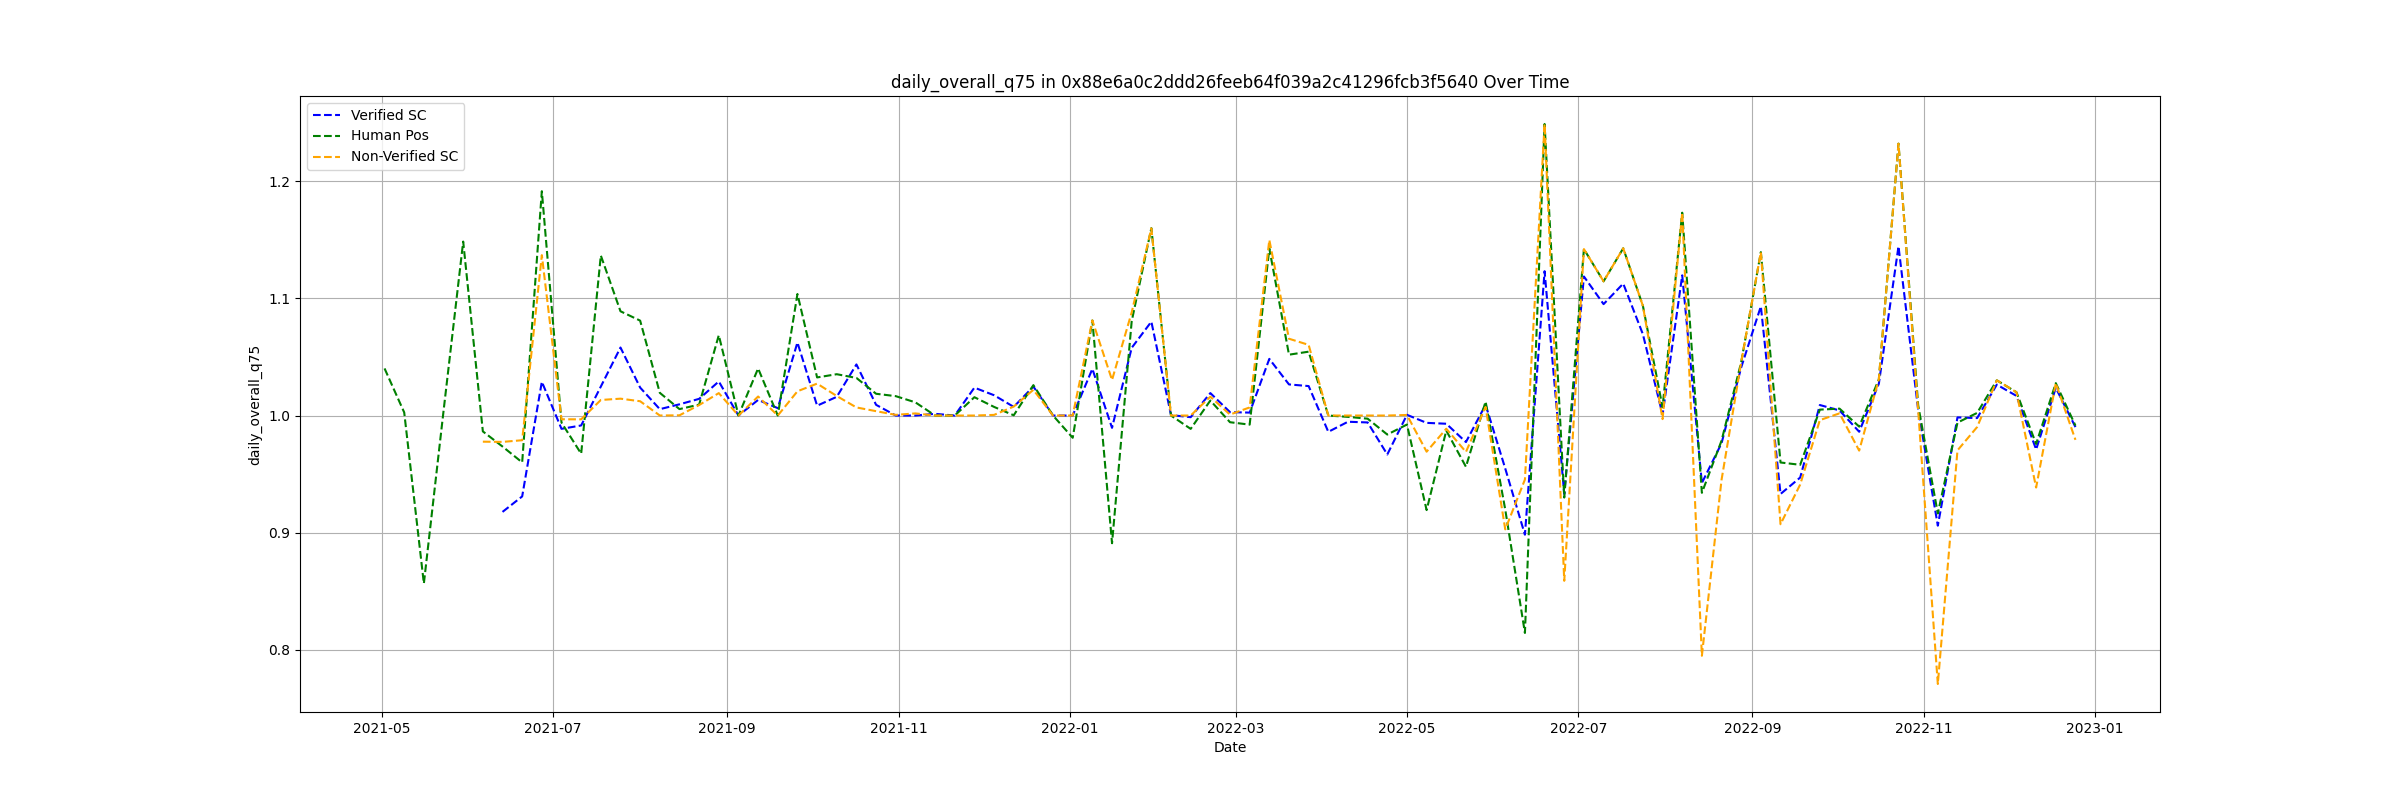 daily_overall_q75 in 0x88e6a0c2ddd26feeb64f039a2c41296fcb3f5640 Over Time
Verified SC
Human Pos
Non-Verified SC
daily_overall_q75
1.2
1.1
1.0
0.9
0.8
2021-05 2021-07 2021-09 2021-11 2022-01 2022-03 2022-05 2022-07 2022-09 2022-11 2023-01
Date